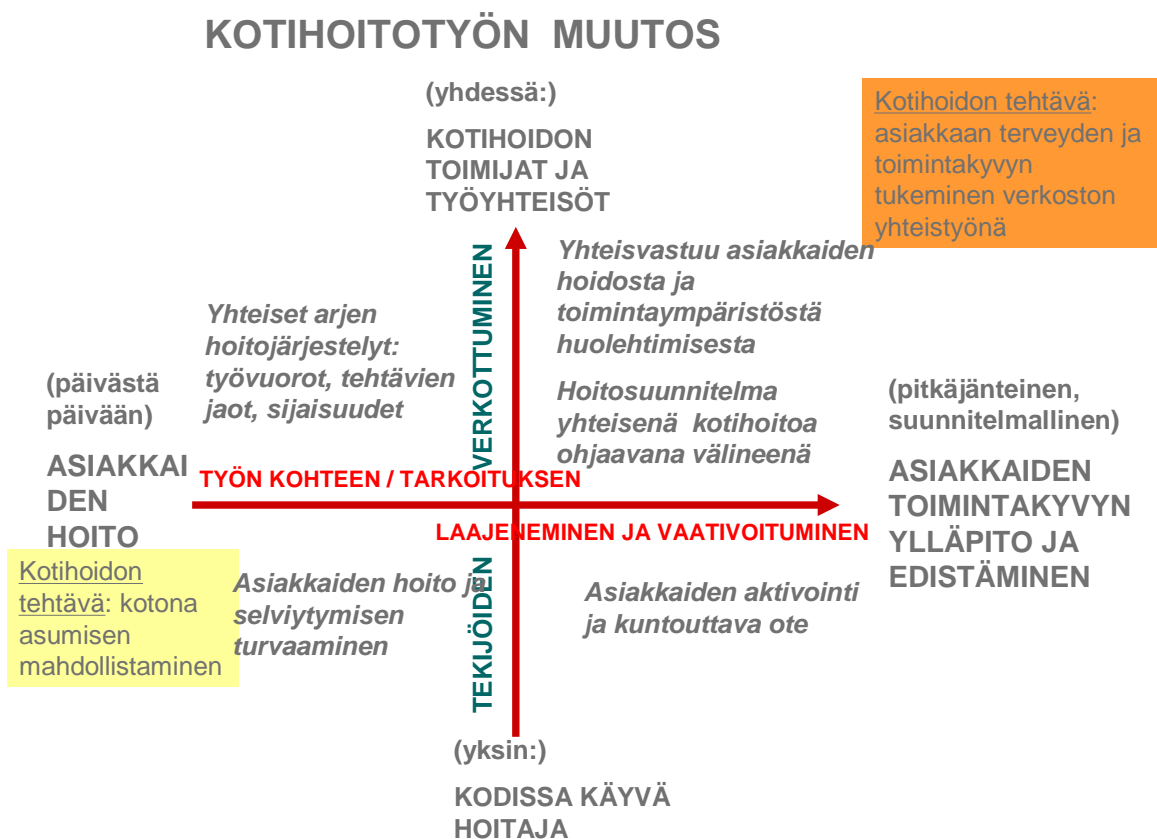 KOTIHOITOTYÖN MUUTOS
(yhdessä:)
KOTIHOIDON
TOIMIJAT JA
TYÖYHTEISÖT
Kotihoidon tehtävä:
asiakkaan terveyden ja
toimintakyvyn
tukeminen verkoston
yhteistyönä
VERKOTTUMINEN
Yhteisvastuu asiakkaiden
hoidosta ja
toimintaympäristöstä
huolehtimisesta
Yhteiset arjen
hoitojärjestelyt:
työvuorot, tehtävien
jaot, sijaisuudet
Hoitosuunnitelma
yhteisenä kotihoitoa
ohjaavana välineenä
(päivästä
päivään)
ASIAKKAI
DEN
HOITO
(pitkäjänteinen,
suunnitelmallinen)
ASIAKKAIDEN
TOIMINTAKYVYN
YLLÄPITO JA
EDISTÄMINEN
TYÖN KOHTEEN / TARKOITUKSEN
LAAJENEMINEN JA VAATIVOITUMINEN
Kotihoidon
tehtävä: kotona
asumisen
mahdollistaminen
Asiakkaiden hoito ja
selviytymisen
turvaaminen
TEKIJÖIDEN
Asiakkaiden aktivointi
ja kuntouttava ote
(yksin:)
KODISSA KÄYVÄ
HOITAJA